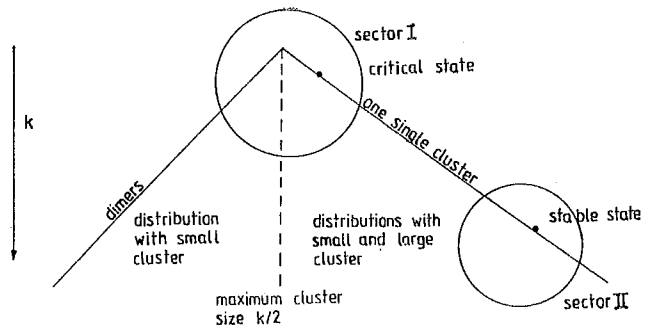 sector I
critical state
k
one single cluster
dimers
distribution
with small
cluster
distributions with
small and large
cluster
stable state
maximum cluster
size k/2
sector II